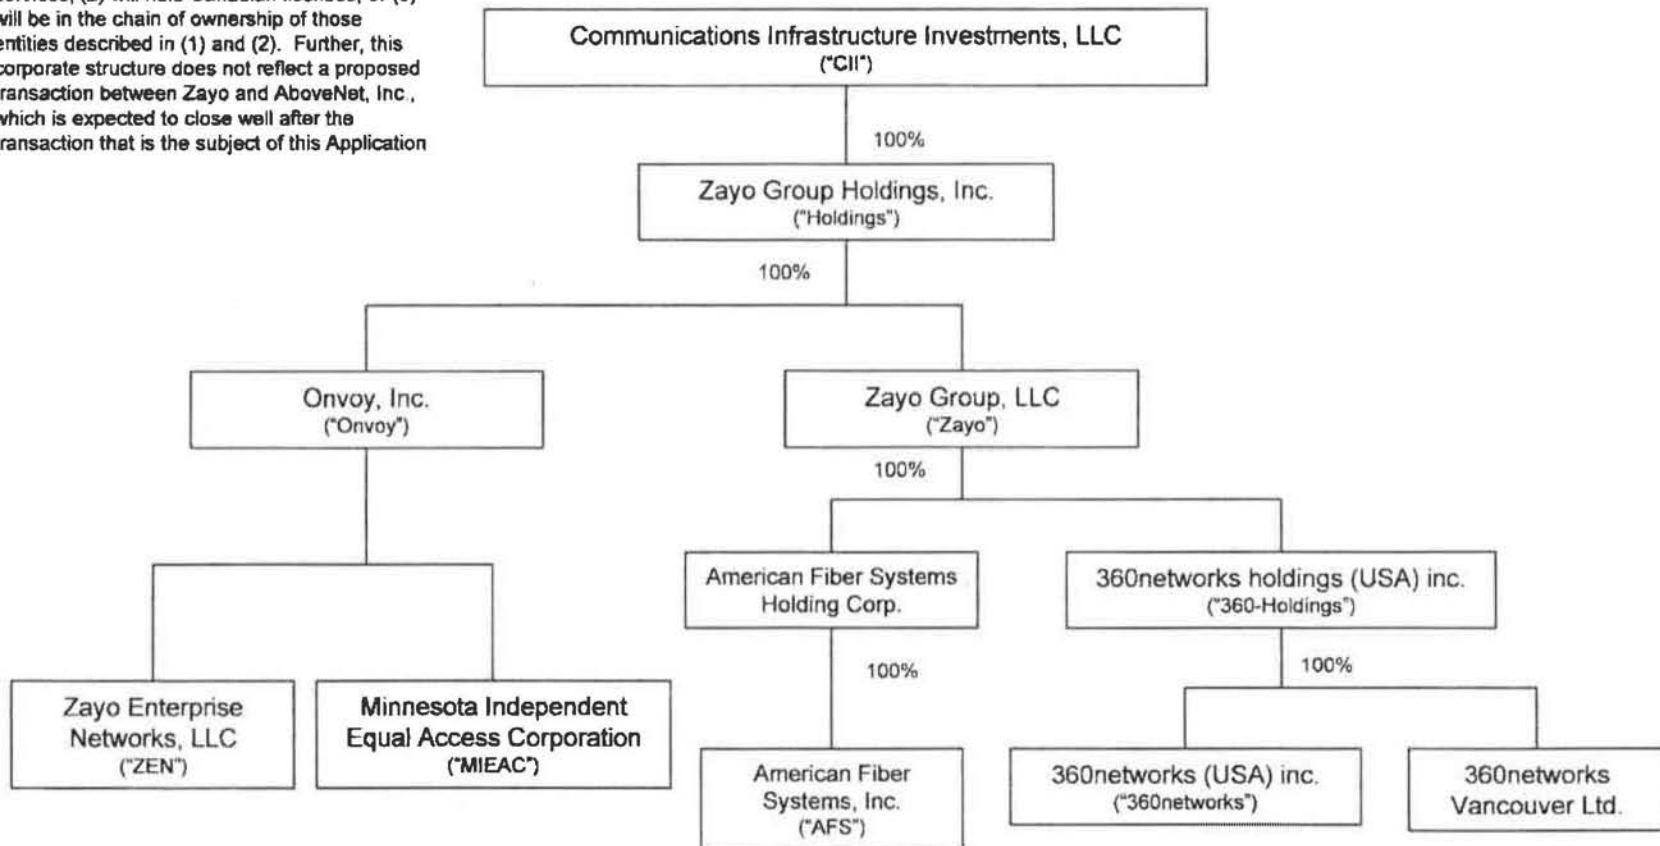 will be in the chain of ownership of those
entities described in (1) and (2). Further, this
corporate structure does not reflect a proposed
transaction between Zayo and AboveNet, Inc.,
which is expected to close well after the
transaction that is the subject of this Application
Communications Infrastructure Investments, LLC
("CII")
100%
Zayo Group Holdings, Inc.
("Holdings")
100%
Onvoy, Inc.
("Onvoy")
Zayo Group, LLC
("Zayo")
100%
American Fiber Systems
Holding Corp.
360networks holdings (USA) inc.
("360-Holdings")
100%
100%
Zayo Enterprise
Networks, LLC
("ZEN")
Minnesota Independent
Equal Access Corporation
("MIEAC")
American Fiber
Systems, Inc.
("AFS")
360networks (USA) inc.
("360networks")
360networks
Vancouver Ltd.